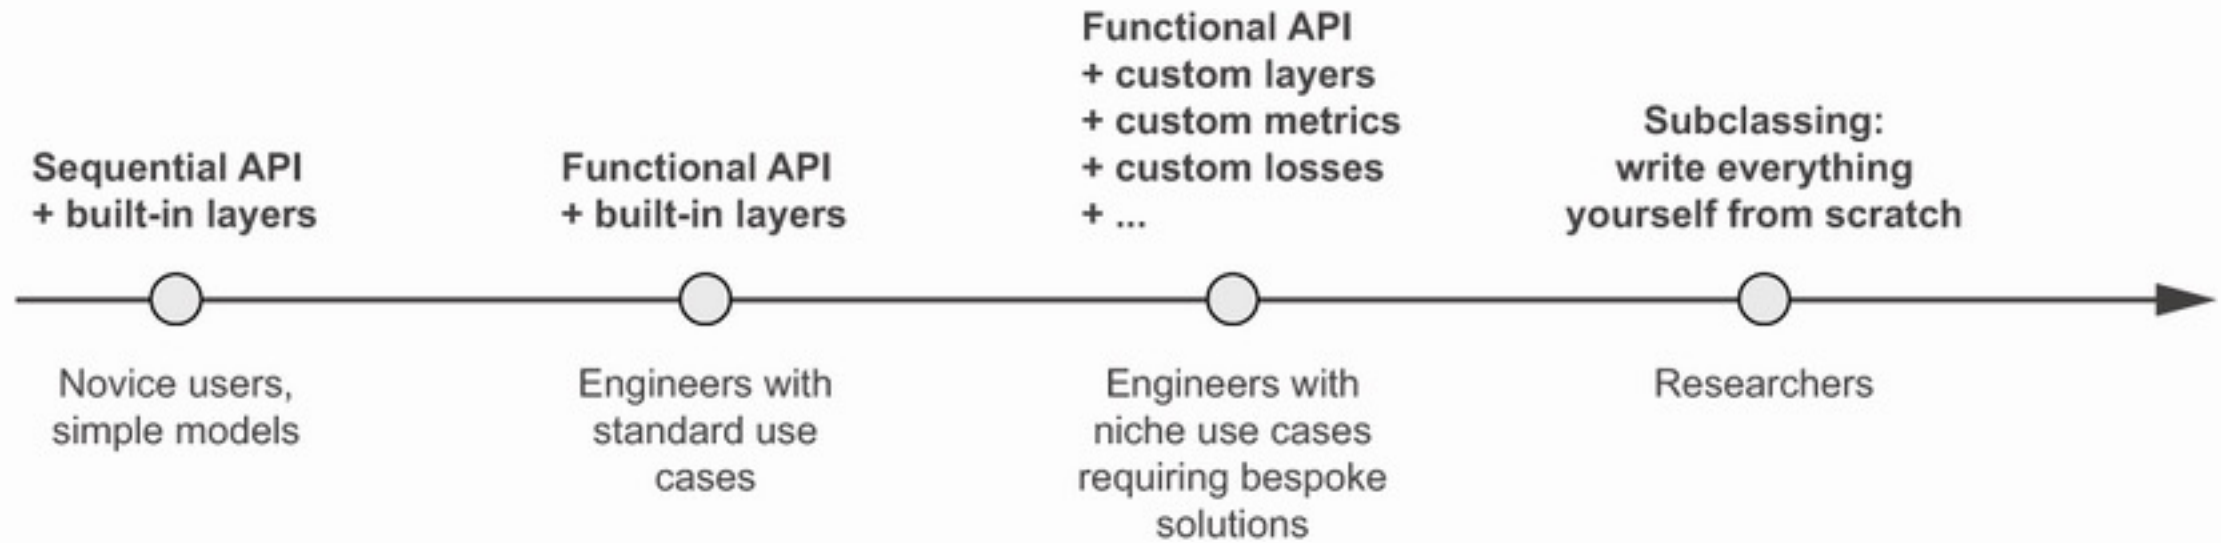 Sequential API
+ built-in layers
Functional API
+ built-in layers
Functional API
+ custom layers
+ custom metrics
+ custom losses
+ ...
Subclassing:
write everything
yourself from scratch
Novice users,
simple models
Engineers with
standard use
cases
Engineers with
niche use cases
requiring bespoke
solutions
Researchers